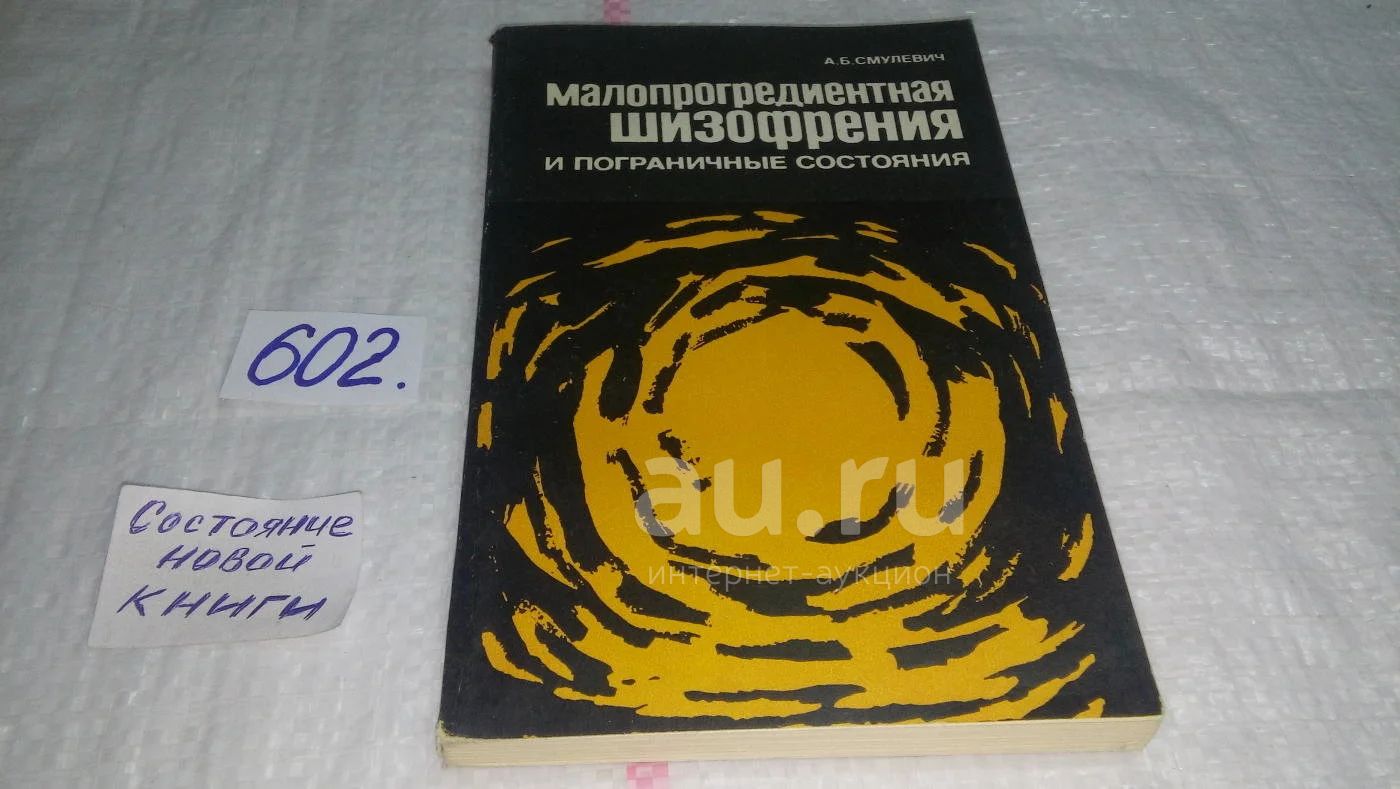 А.Б.СМУЛЕВИЧ
малопрогредиентная
шизофрения
И ПОГРАНИЧНЫЕ СОСТОЯНИЯ
602.
Состояние
новой
книги
au.ru
интернет-аукцион